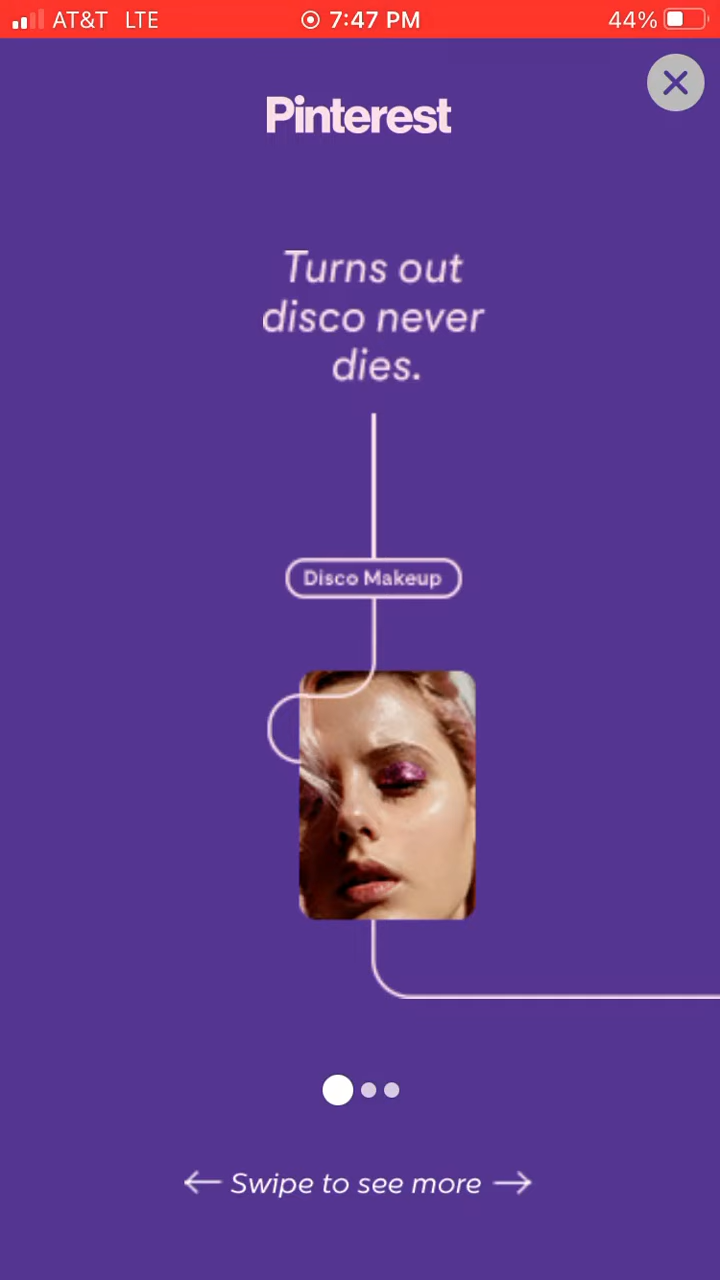 AT&T LTE 7:47 PM 44%
Pinterest
Turns out
disco never
dies.
Disco Makeup
← Swipe to see more →